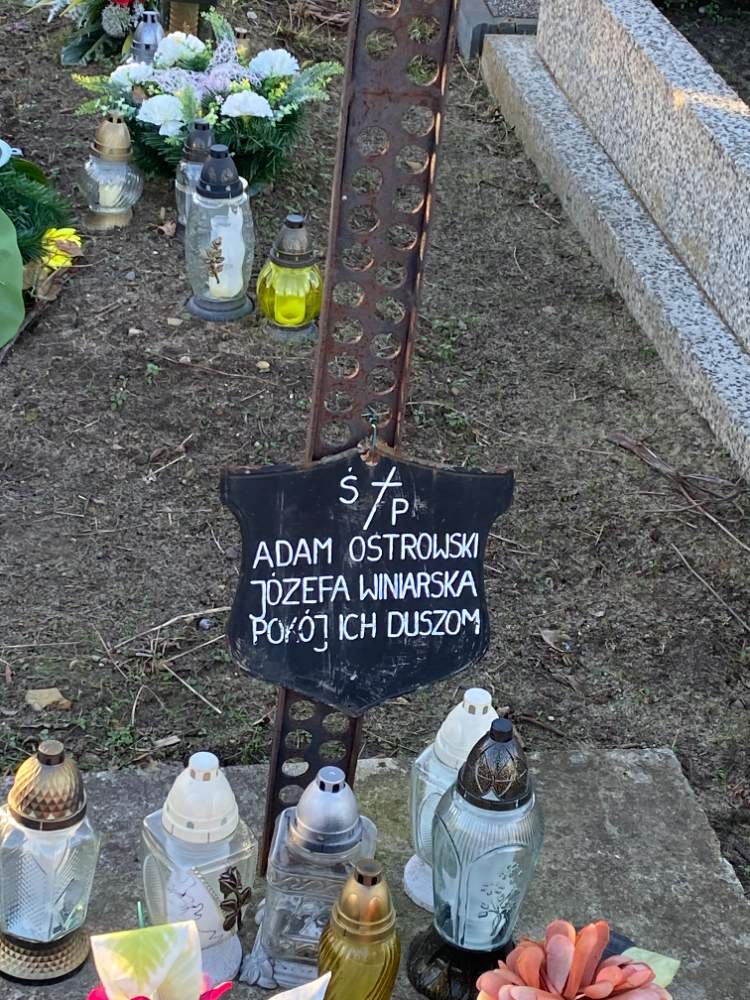 Ś P
ADAM OSTROWSKI
JÓZEFA WINIARSKA
POKÓJ ICH DUSZOM